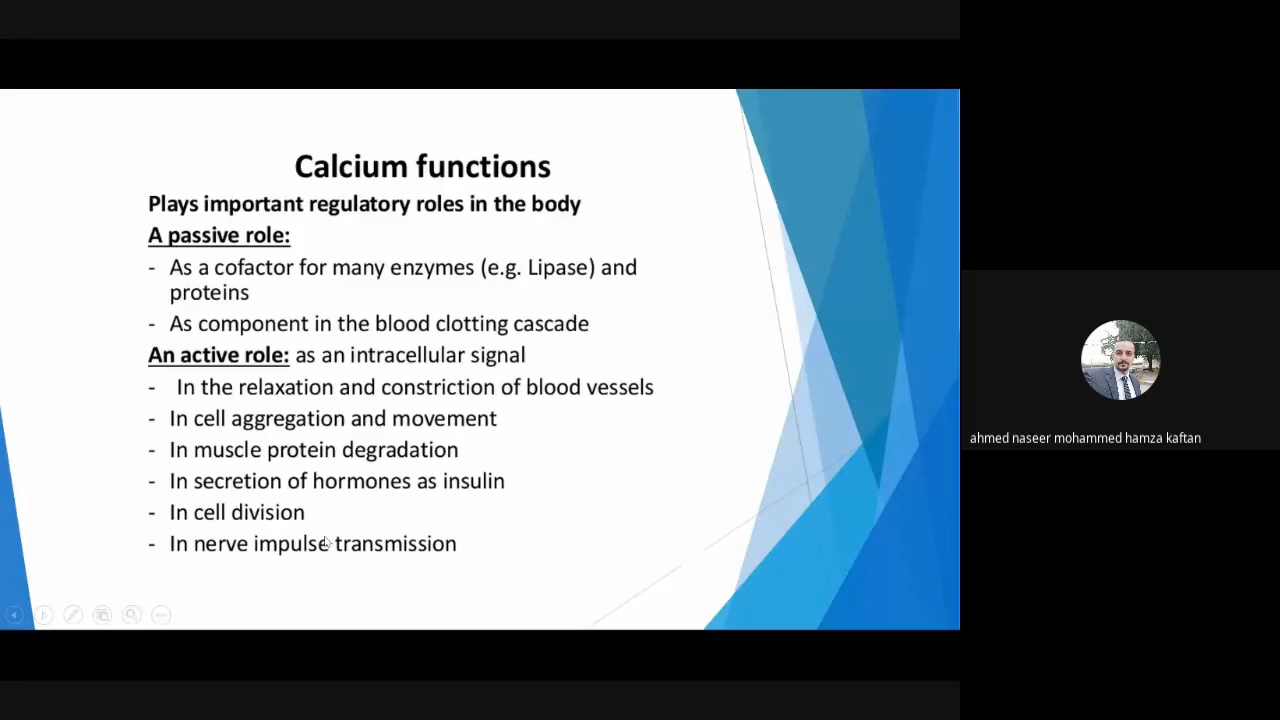 Calcium functions
Plays important regulatory roles in the body
A passive role:
- As a cofactor for many enzymes (e.g. Lipase) and
proteins
- As component in the blood clotting cascade
An active role: as an intracellular signal
- In the relaxation and constriction of blood vessels
- In cell aggregation and movement
- In muscle protein degradation
- In secretion of hormones as insulin
- In cell division
- In nerve impulse transmission
ahmed naseer mohammed hamza kaftan